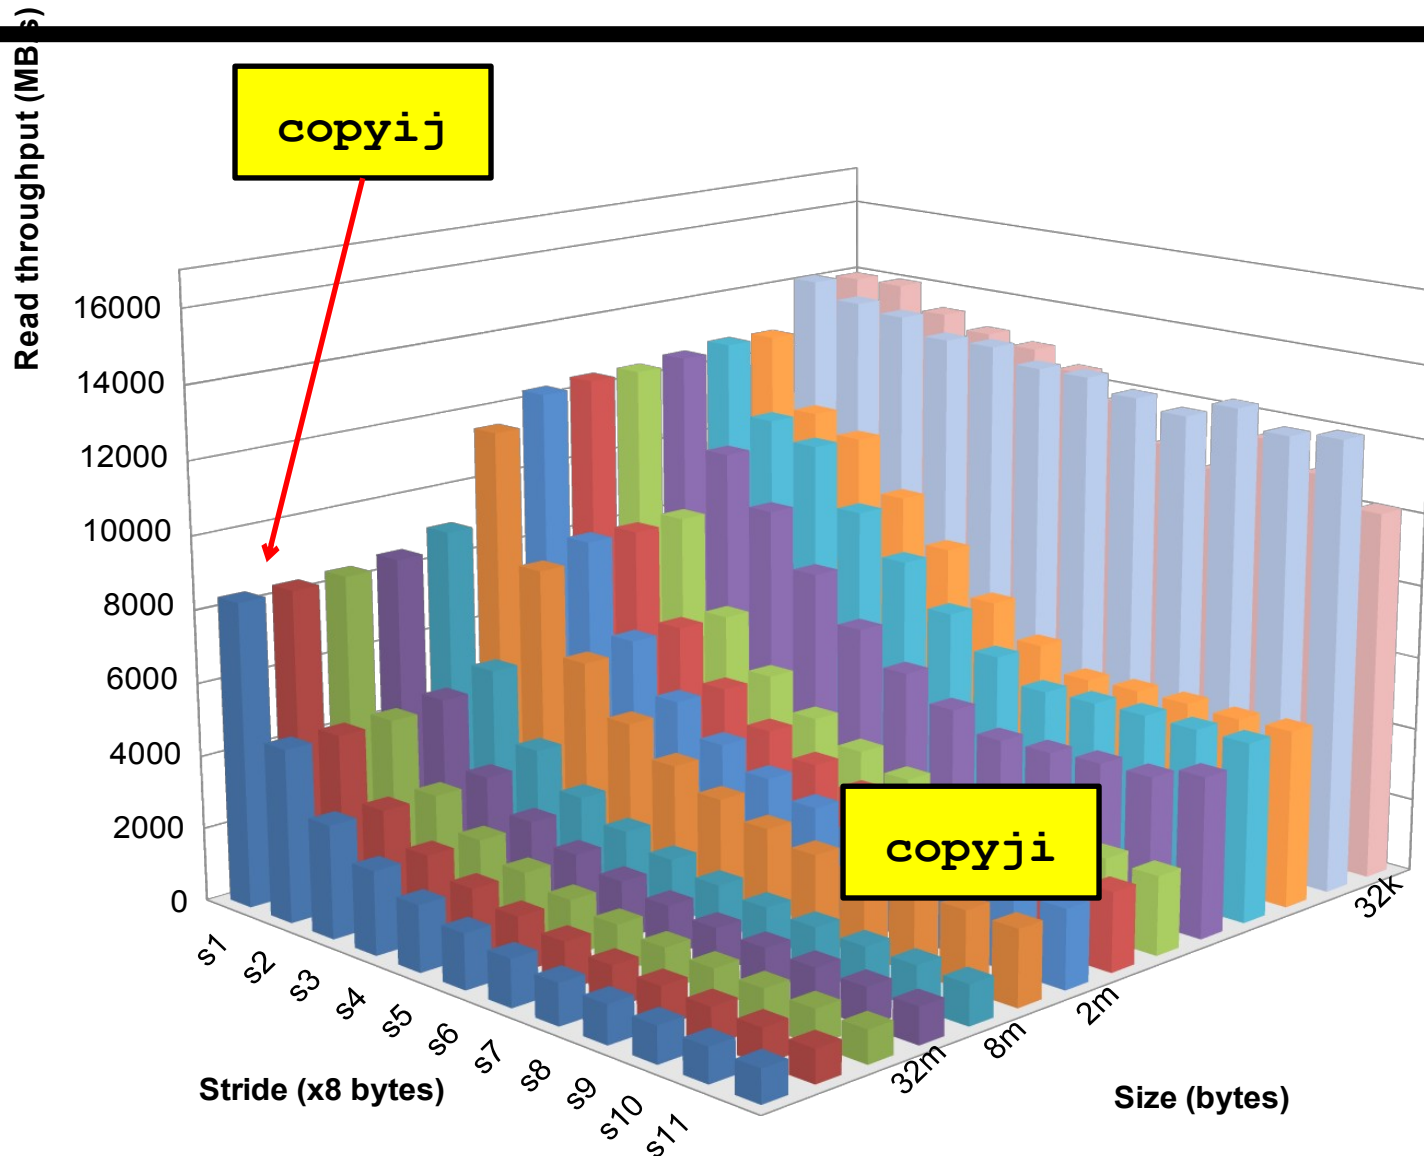 Read throughput (MB/s)
copyij
16000
14000
12000
10000
8000
6000
4000
2000
0
copyji
s1
s2
s3
s4
s5
s6
s7
s8
s9
s10
s11
32m
8m
2m
32k
Stride (x8 bytes)
Size (bytes)